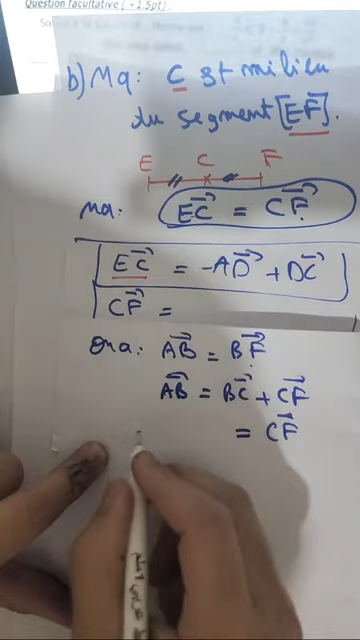 Question facultative (+1.5pt).
b) Mq: C est milieu
du segment [EF].
E C F
Mq: EC→ = CF→
EC→ = -AD→ + DC→
CF→ =
Ona: AB→ = BF→
AB→ = BC→ + CF→
= CF→